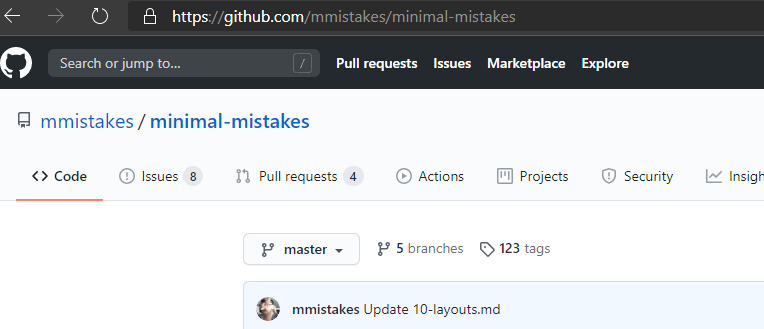 https://github.com/mmistakes/minimal-mistakes
Search or jump to... / Pull requests Issues Marketplace Explore
mmistakes / minimal-mistakes
Code Issues 8 Pull requests 4 Actions Projects Security Insigh
master 5 branches 123 tags
mmistakes Update 10-layouts.md